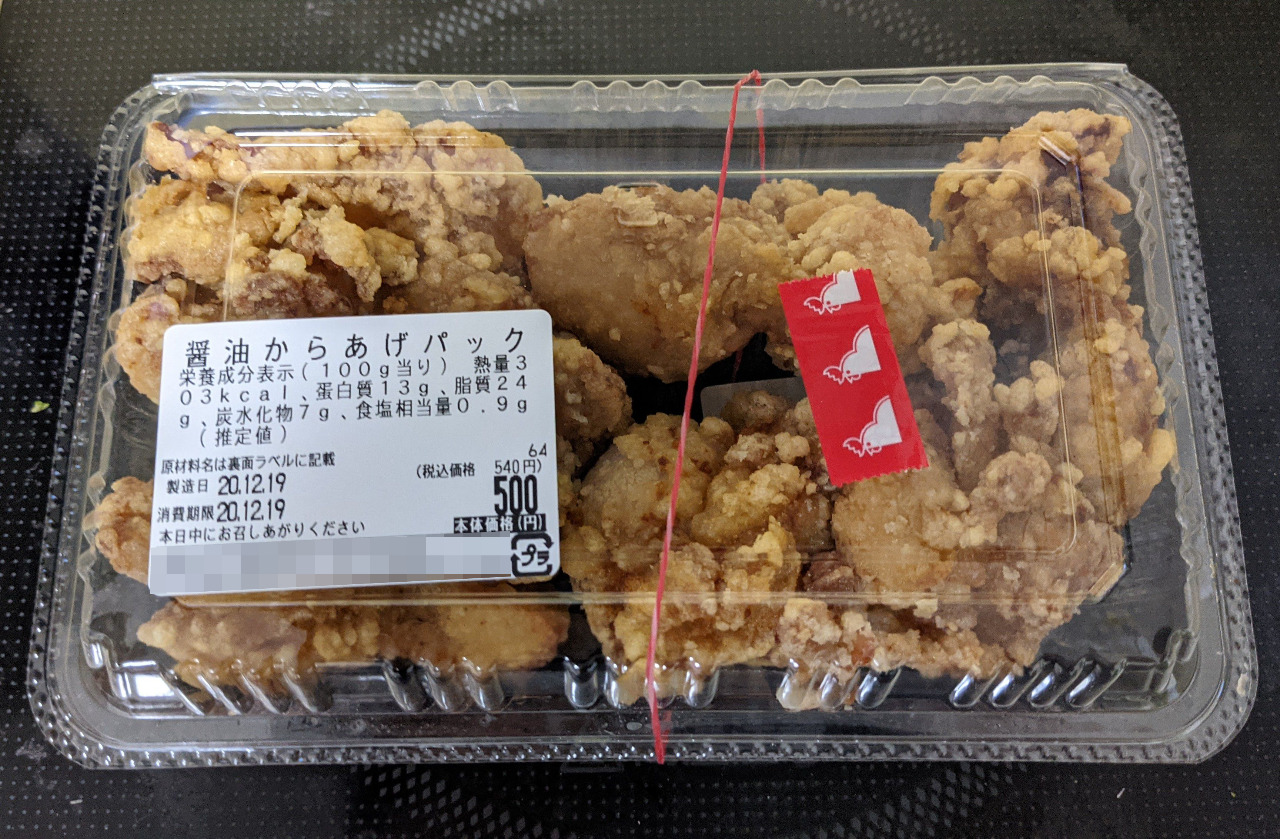 醤油からあげパック
栄養成分表示(100g当り) 熱量3
03kcal、蛋白質13g、脂質24
g、炭水化物7g、食塩相当量0.9g
(推定値)
64
原材料名は裏面ラベルに記載
(税込価格 540円)
製造日 20.12.19
500
消費期限 20.12.19
本体価格(円)
本日中にお召しあがりください
プラ